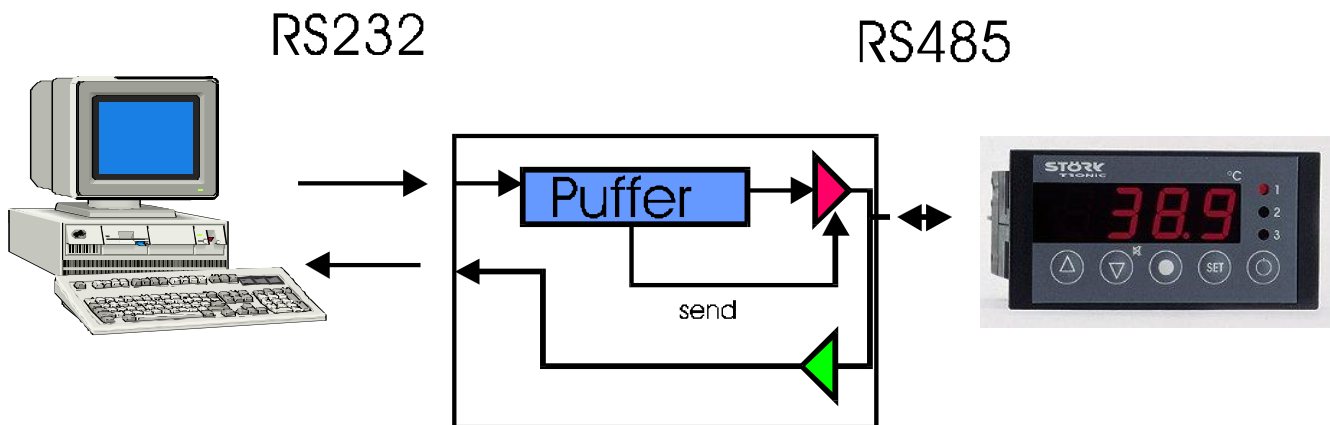 RS232
RS485
Puffer
send
STÖRK
TRONIC
°C
38.9
1
2
3
SET